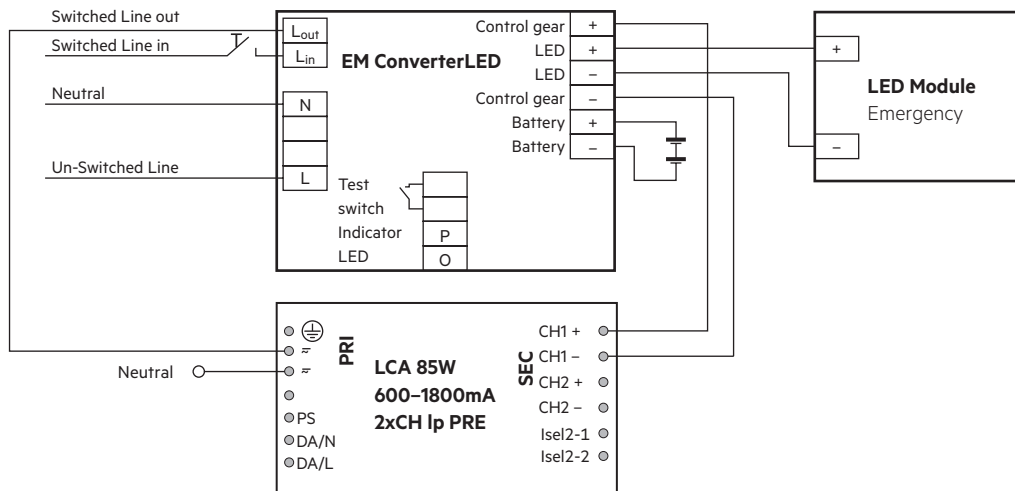 Switched Line out
Switched Line in
Neutral
Un-Switched Line
Lout
Lin
N
L
EM ConverterLED
Control gear +
LED +
LED –
Control gear –
Battery +
Battery –
Test
switch
Indicator P
LED O
+
–
LED Module
Emergency
Neutral
PRI
PS
DA/N
DA/L
LCA 85W
600–1800mA
2xCH lp PRE
SEC
CH1 +
CH1 –
CH2 +
CH2 –
Isel2-1
Isel2-2